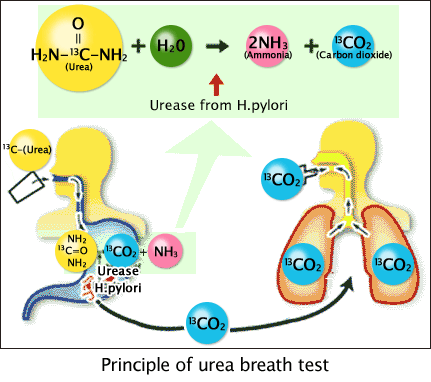 O
||
H₂N–¹³C–NH₂ + H₂0 → 2NH₃ + ¹³CO₂
(Urea) (Ammonia) (Carbon dioxide)
Urease from H.pylori
¹³C–(Urea)
¹³CO₂
NH₂
¹³C=O
NH₂
¹³CO₂ + NH₃
Urease
H.pylori
¹³CO₂ ¹³CO₂
¹³CO₂
Principle of urea breath test